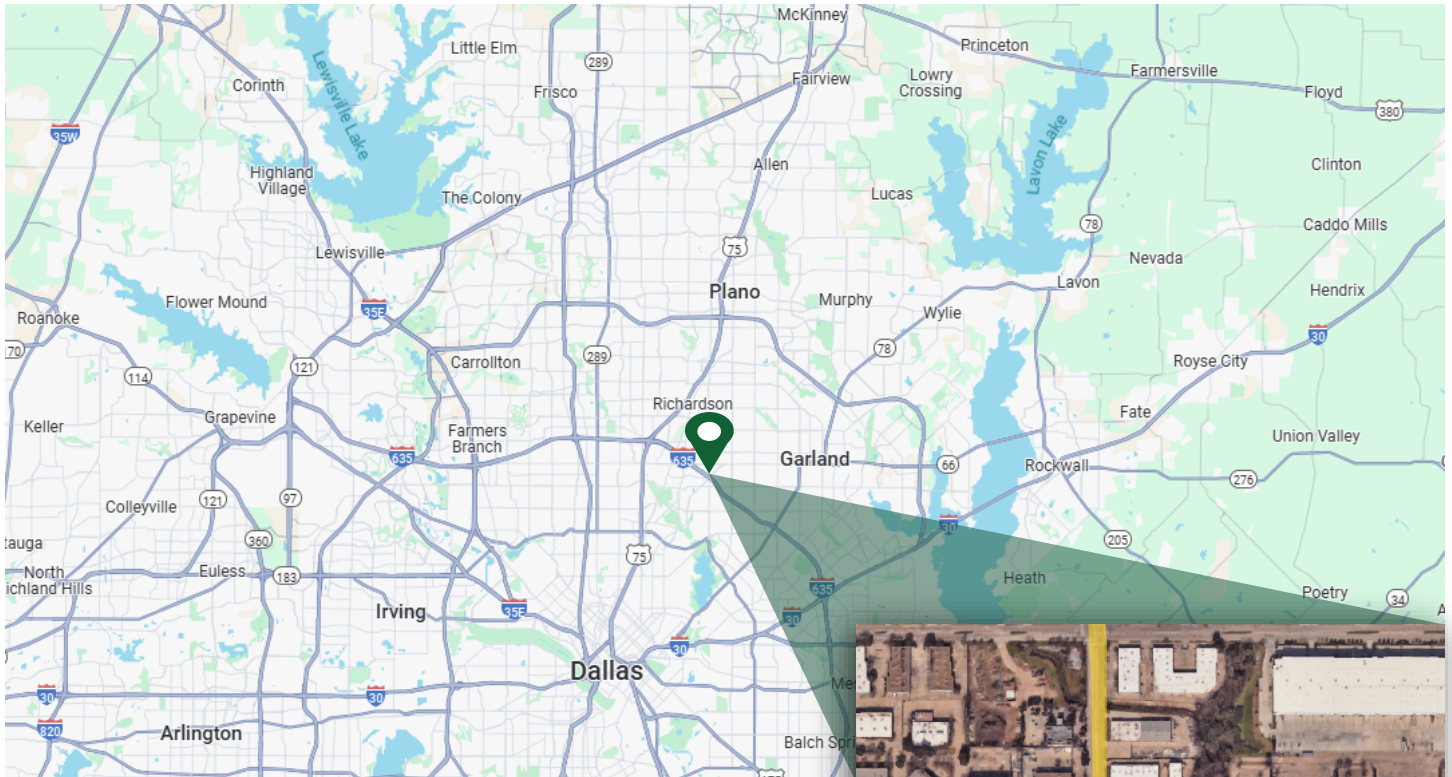 McKinney
Little Elm
Princeton
289
Farmersville
Corinth
Fairview
Lowry
Crossing
Frisco
Floyd
380
Lewisville Lake
35W
Lavon Lake
Allen
Clinton
Highland
Village
The Colony
Lucas
78
Caddo Mills
75
Lewisville
Nevada
Lavon
Plano
Hendrix
Flower Mound
Murphy
35E
Wylie
Roanoke
30
70
78
289
Carrollton
Royse City
121
114
Richardson
Fate
Grapevine
Keller
Farmers
Branch
Union Valley
635
635
Garland
66
Rockwall
276
121
97
Colleyville
30
360
205
75
North
ichland Hills
Euless
183
Heath
635
Poetry
34
Irving
35E
30
30
Dallas
30
30
820
Arlington
Balch Spr